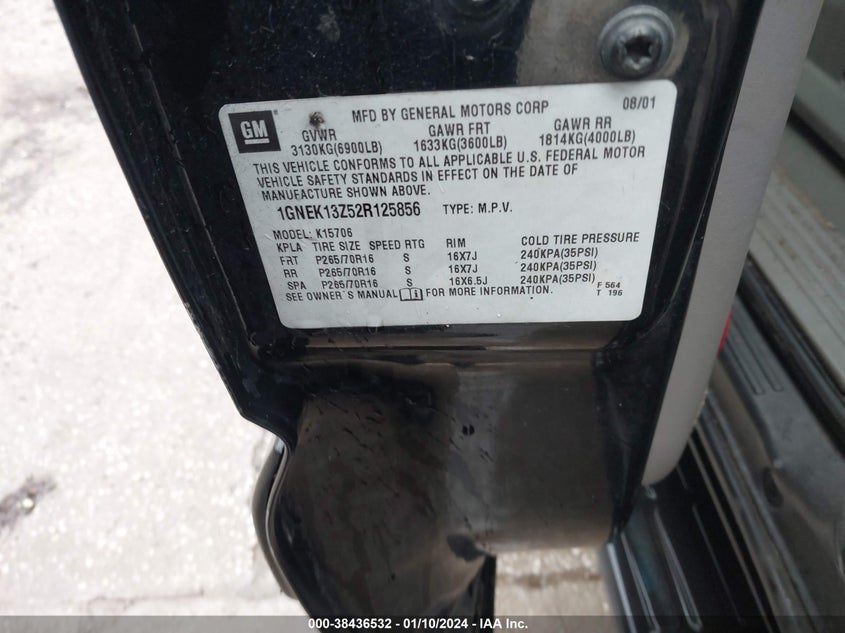 GM
MFD BY GENERAL MOTORS CORP 08/01
GVWR GAWR FRT GAWR RR
3130KG(6900LB) 1633KG(3600LB) 1814KG(4000LB)
THIS VEHICLE CONFORMS TO ALL APPLICABLE U.S. FEDERAL MOTOR
VEHICLE SAFETY STANDARDS IN EFFECT ON THE DATE OF
MANUFACTURE SHOWN ABOVE.
1GNEK13Z52R125856 TYPE: M.P.V.
MODEL: K15706
KPLA TIRE SIZE SPEED RTG RIM COLD TIRE PRESSURE
FRT P265/70R16 S 16X7J 240KPA(35PSI)
RR P265/70R16 S 16X7J 240KPA(35PSI)
SPA P265/70R16 S 16X6.5J 240KPA(35PSI)
SEE OWNER'S MANUAL i FOR MORE INFORMATION.
F 564
T 196
000-38436532 - 01/10/2024 - IAA Inc.